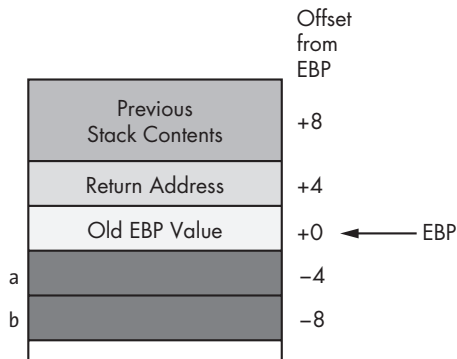 Offset
from
EBP
Previous
Stack Contents
+8
Return Address
+4
Old EBP Value
+0
EBP
a
–4
b
–8